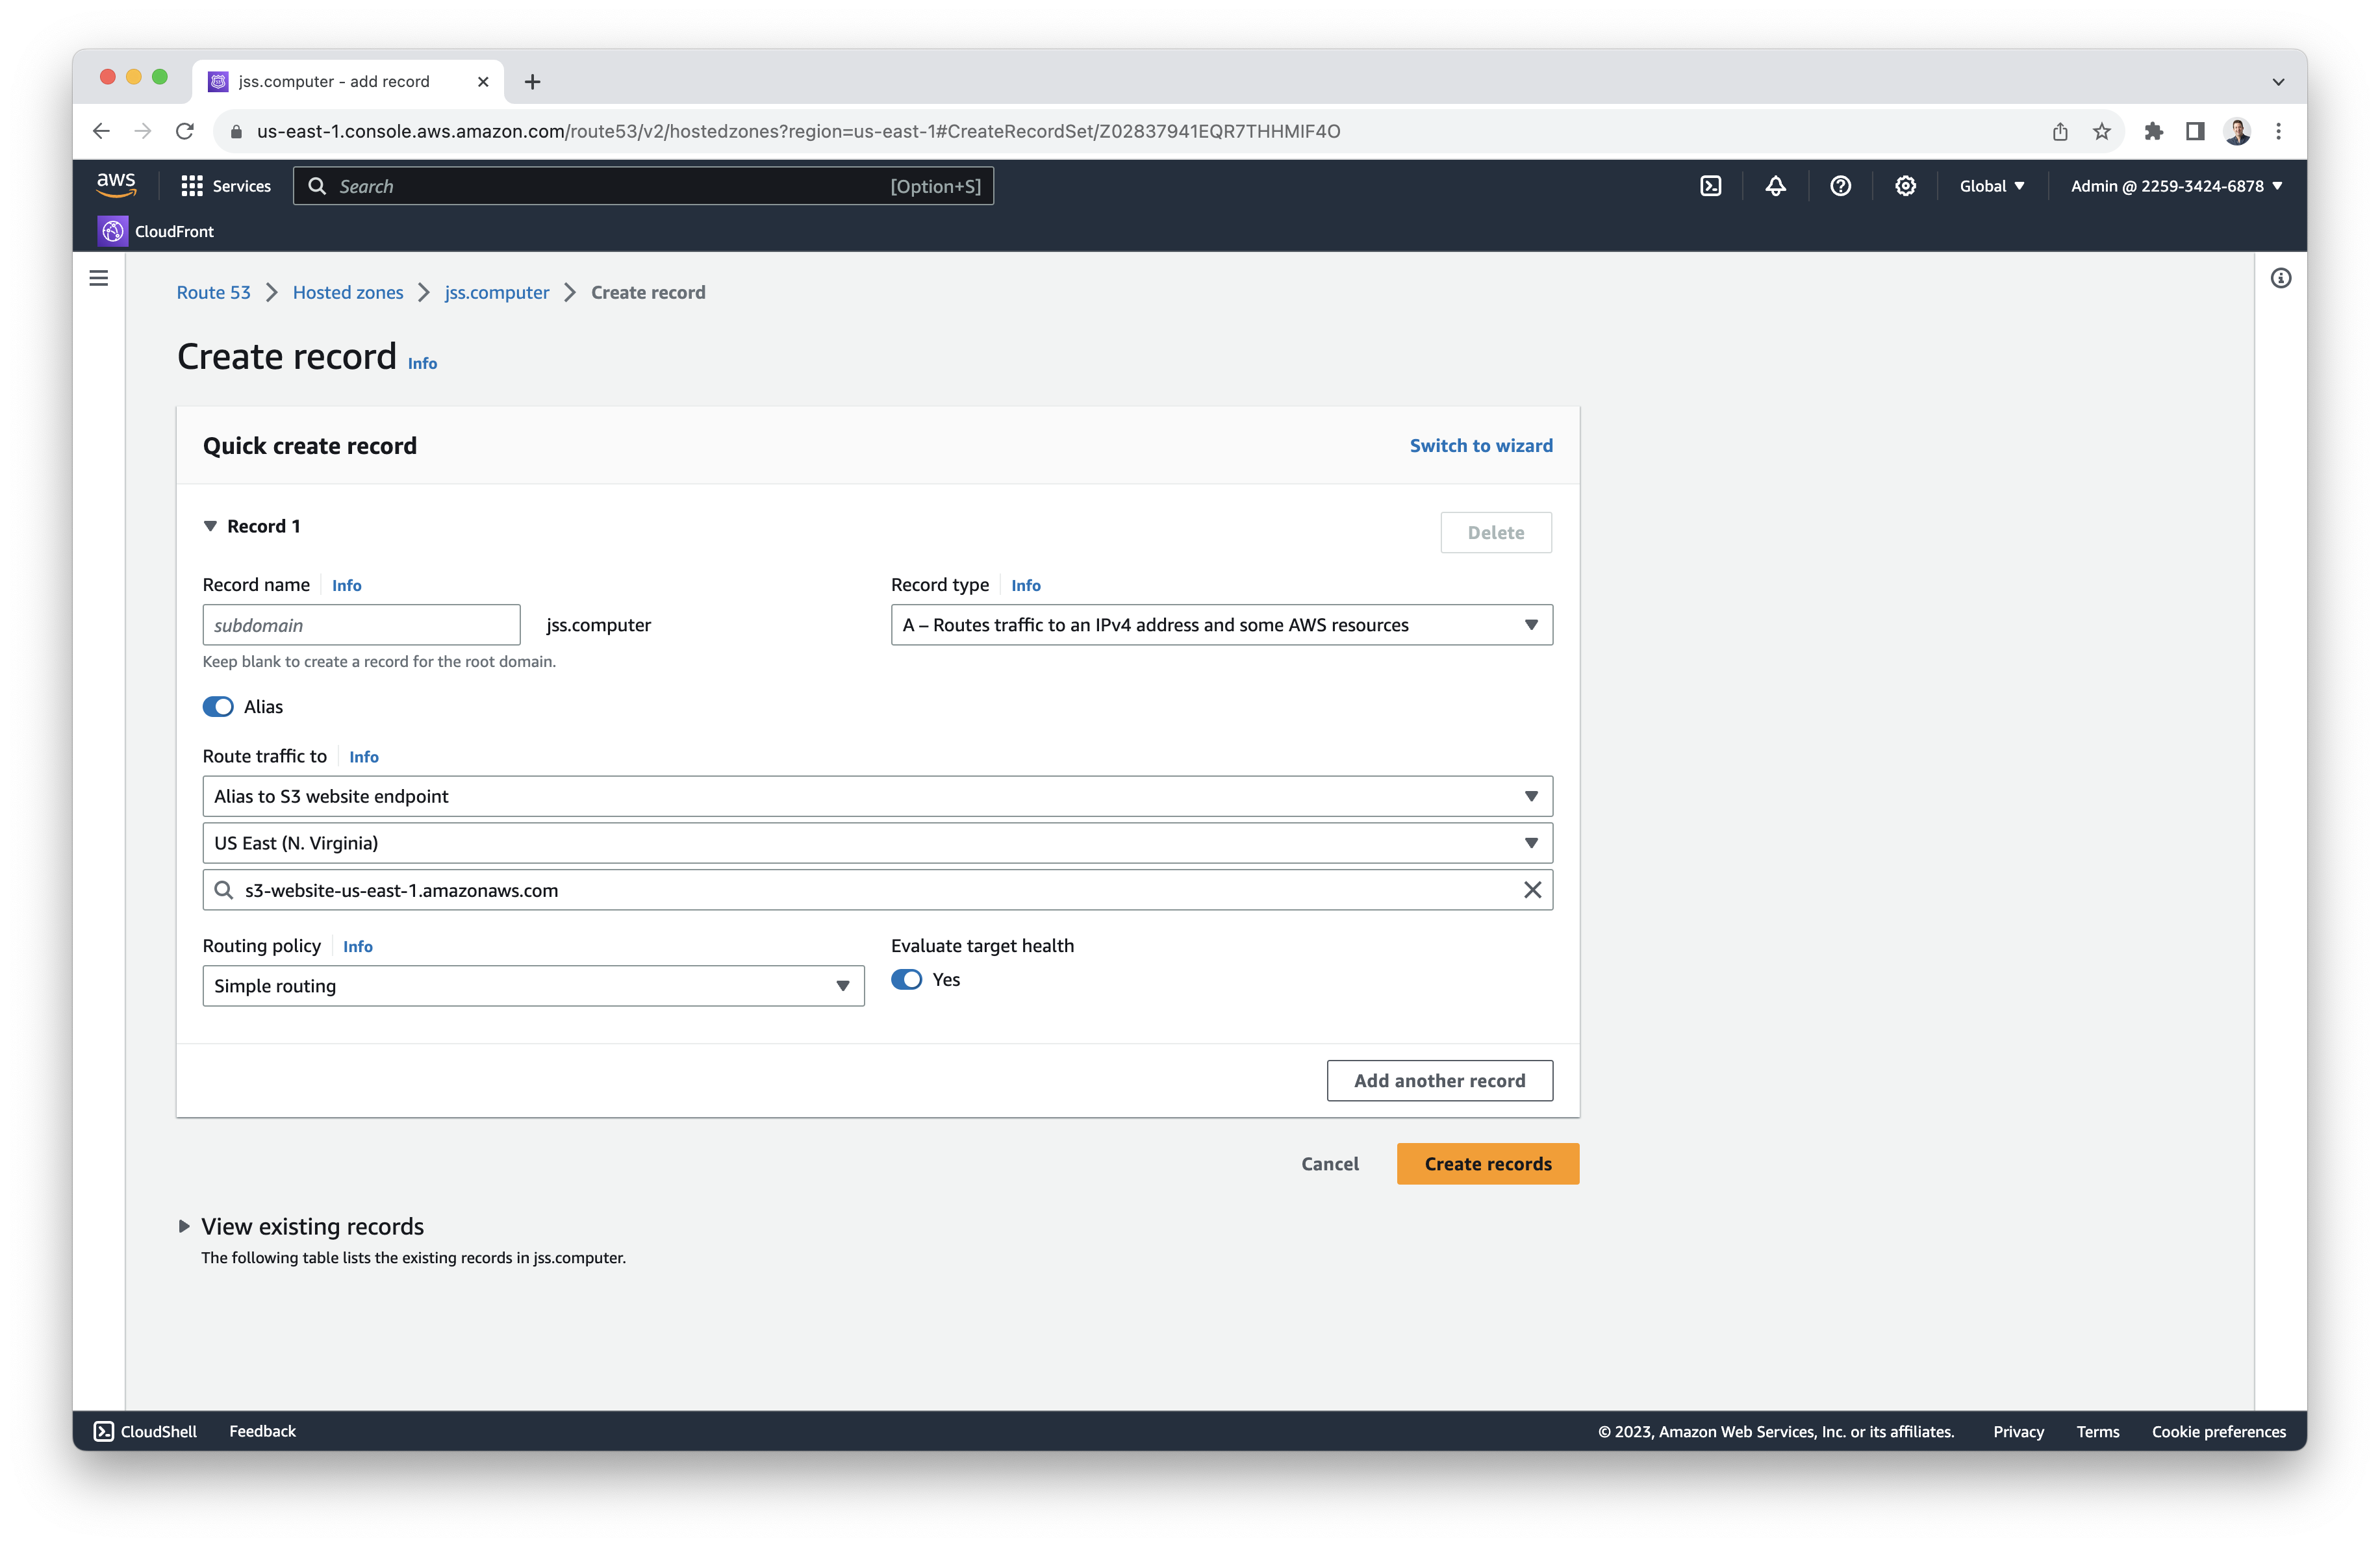 jss.computer - add record
us-east-1.console.aws.amazon.com/route53/v2/hostedzones?region=us-east-1#CreateRecordSet/Z02837941EQR7THHMIF4O
aws
Services
Search
[Option+S]
Global
Admin @ 2259-3424-6878
CloudFront
Route 53 > Hosted zones > jss.computer > Create record
Create record Info
Quick create record
Switch to wizard
Record 1
Delete
Record name Info
subdomain
jss.computer
Keep blank to create a record for the root domain.
Record type Info
A – Routes traffic to an IPv4 address and some AWS resources
Alias
Route traffic to Info
Alias to S3 website endpoint
US East (N. Virginia)
s3-website-us-east-1.amazonaws.com
Routing policy Info
Simple routing
Evaluate target health
Yes
Add another record
Cancel
Create records
View existing records
The following table lists the existing records in jss.computer.
CloudShell
Feedback
© 2023, Amazon Web Services, Inc. or its affiliates.
Privacy
Terms
Cookie preferences